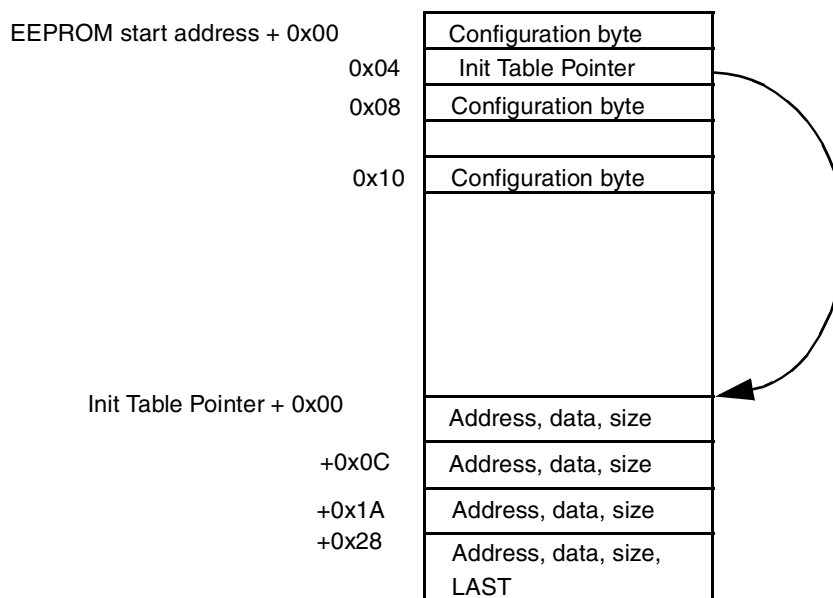 EEPROM start address + 0x00 Configuration byte
0x04 Init Table Pointer
0x08 Configuration byte
0x10 Configuration byte
Init Table Pointer + 0x00 Address, data, size
+0x0C Address, data, size
+0x1A Address, data, size
+0x28 Address, data, size,
LAST